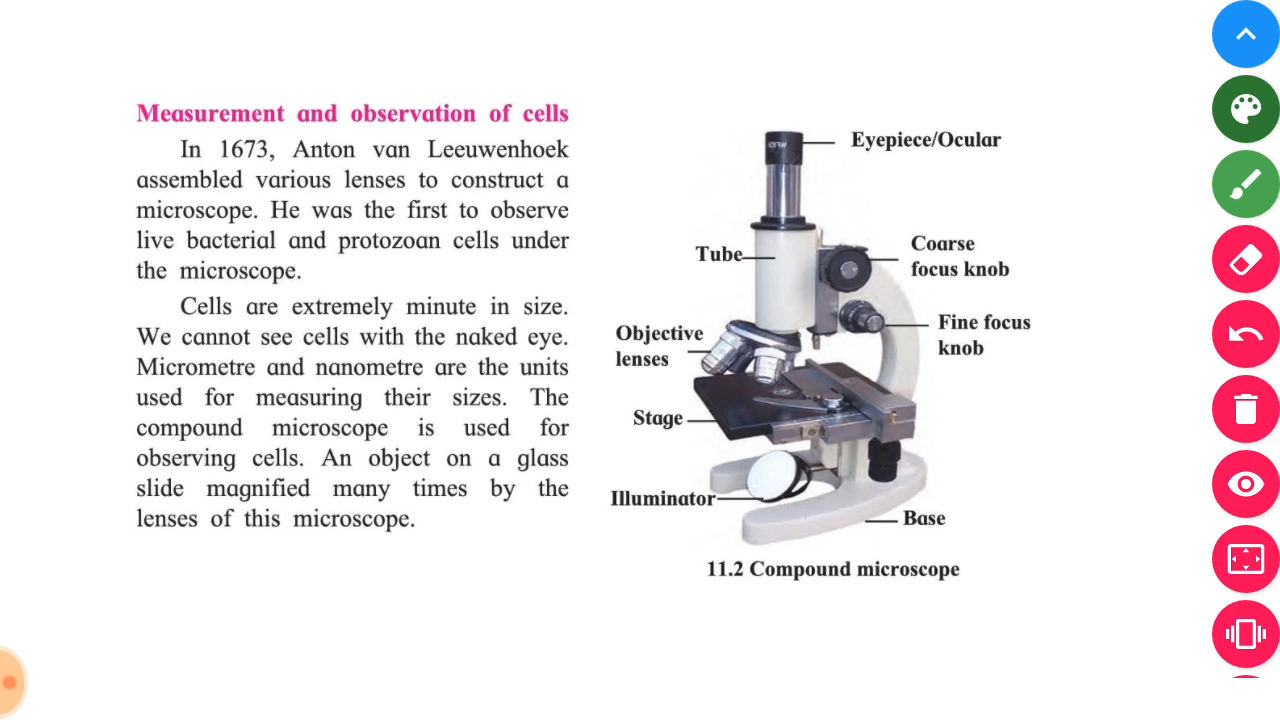 Measurement and observation of cells
In 1673, Anton van Leeuwenhoek
assembled various lenses to construct a
microscope. He was the first to observe
live bacterial and protozoan cells under
the microscope.
Cells are extremely minute in size.
We cannot see cells with the naked eye.
Micrometre and nanometre are the units
used for measuring their sizes. The
compound microscope is used for
observing cells. An object on a glass
slide magnified many times by the
lenses of this microscope.
Eyepiece/Ocular
Tube
Coarse
focus knob
Objective
lenses
Fine focus
knob
Stage
Illuminator
Base
11.2 Compound microscope